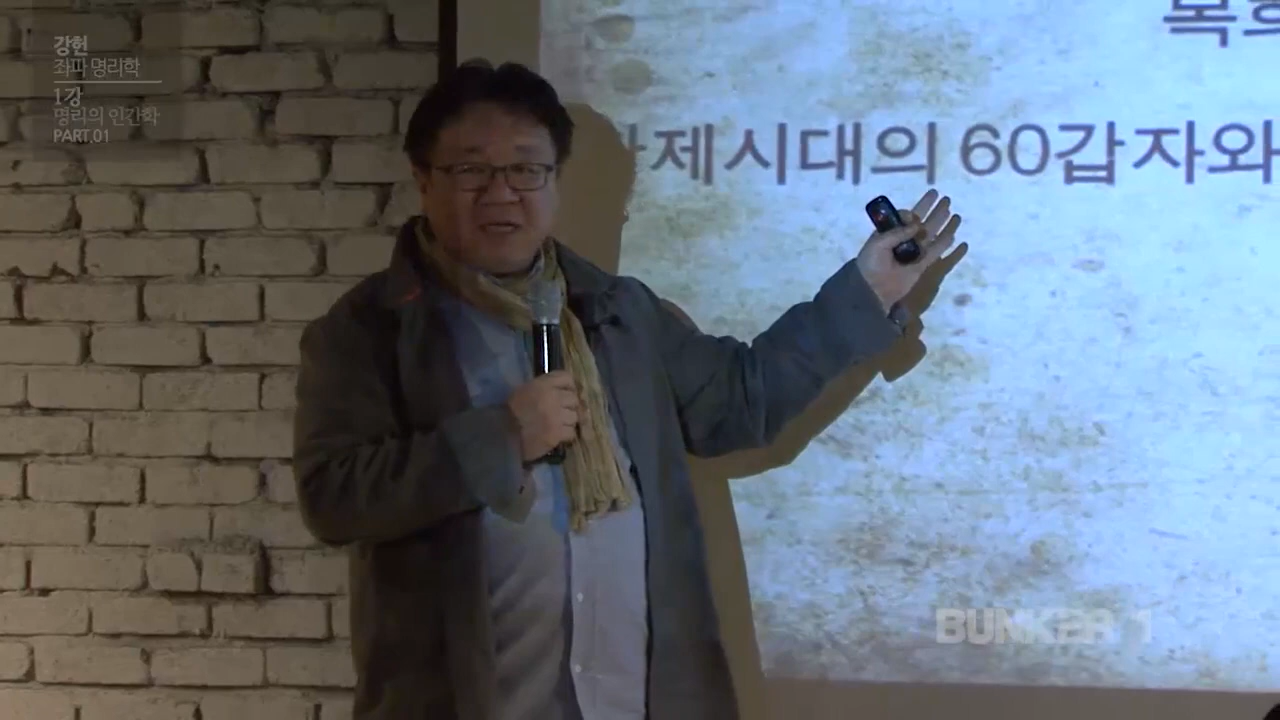 강헌
좌파 명리학
1강
명리의 인간학
PART.01
제시대의 60갑자와
BUNKER 1